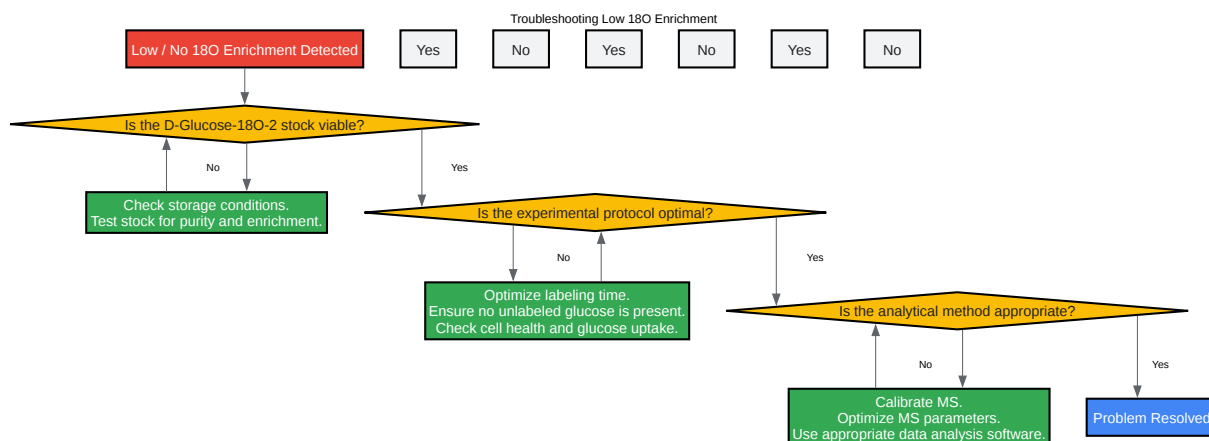 Troubleshooting Low 18O Enrichment
Low / No 18O Enrichment Detected
Yes
No
Yes
No
Yes
No
Is the D-Glucose-18O-2 stock viable?
No
Yes
Check storage conditions.
Test stock for purity and enrichment.
Is the experimental protocol optimal?
No
Yes
Optimize labeling time.
Ensure no unlabeled glucose is present.
Check cell health and glucose uptake.
Is the analytical method appropriate?
No
Yes
Calibrate MS.
Optimize MS parameters.
Use appropriate data analysis software.
Problem Resolved